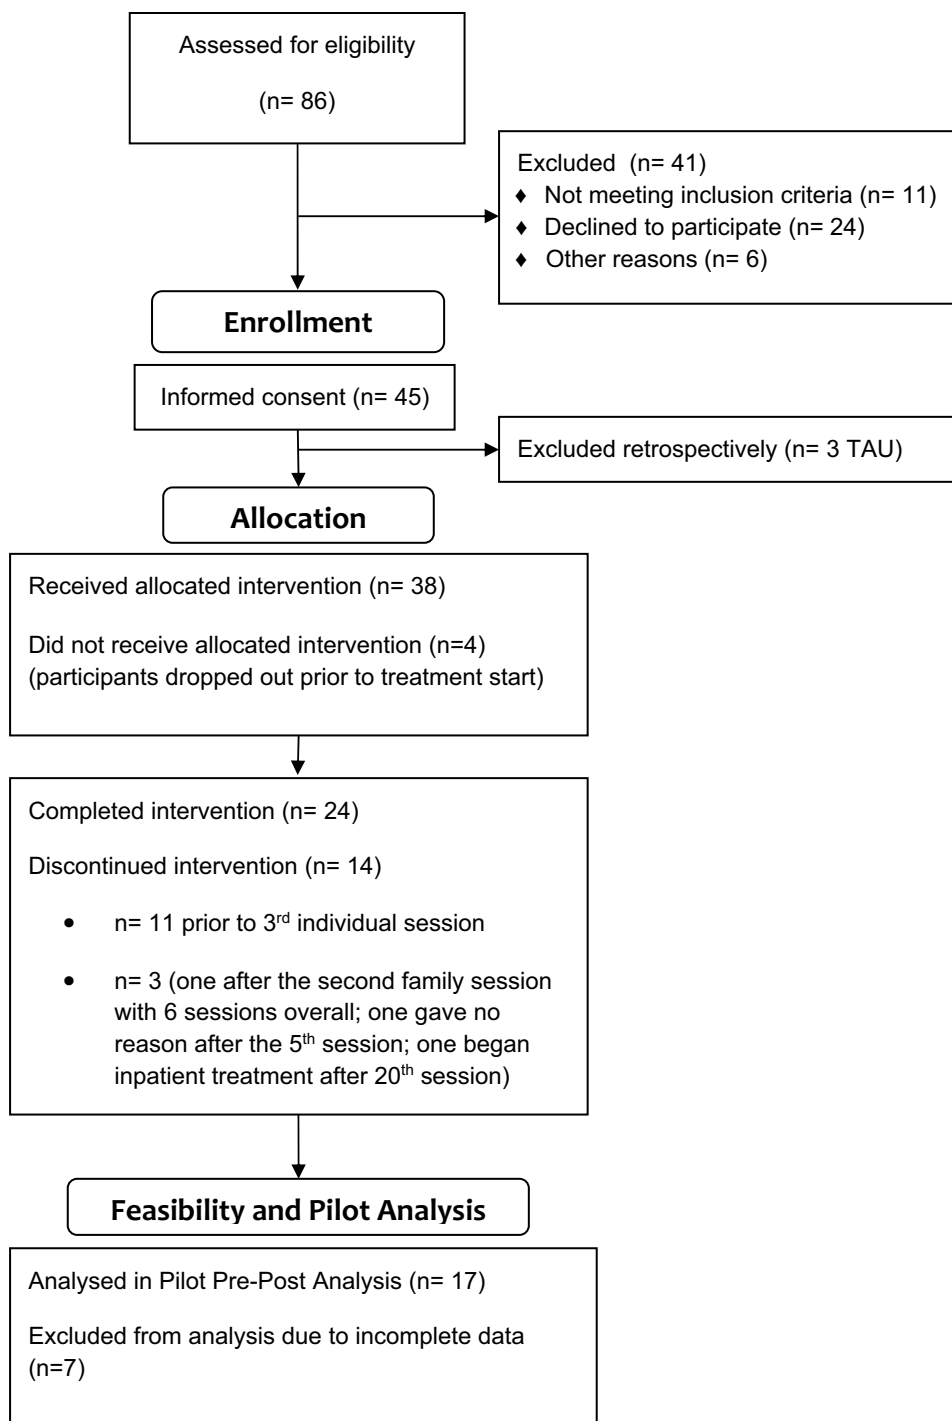 Assessed for eligibility
(n= 86)
Excluded  (n= 41)
♦ Not meeting inclusion criteria (n= 11)
♦ Declined to participate (n= 24)
♦ Other reasons (n= 6)
Enrollment
Informed consent (n= 45)
Excluded retrospectively (n= 3 TAU)
Allocation
Received allocated intervention (n= 38)
Did not receive allocated intervention (n=4)
(participants dropped out prior to treatment start)
Completed intervention (n= 24)
Discontinued intervention (n= 14)
• n= 11 prior to 3rd individual session
• n= 3 (one after the second family session
with 6 sessions overall; one gave no
reason after the 5th session; one began
inpatient treatment after 20th session)
Feasibility and Pilot Analysis
Analysed in Pilot Pre-Post Analysis (n= 17)
Excluded from analysis due to incomplete data
(n=7)